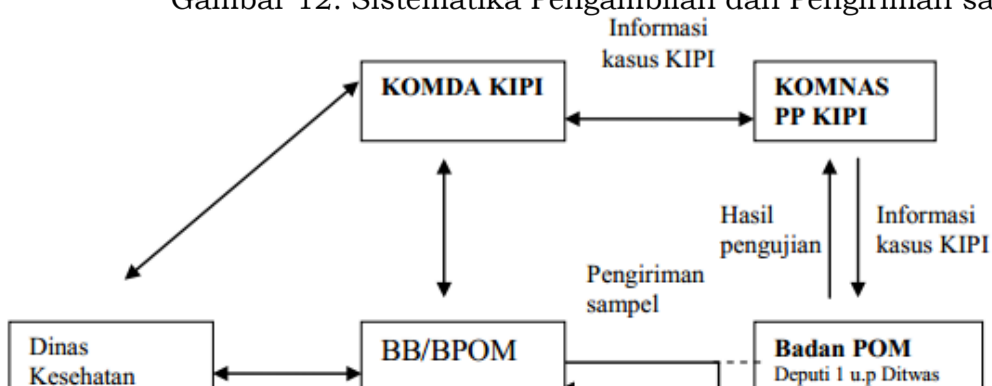 Gambar 12. Sistematika Pengambilan dan Pengiriman sa
Informasi
kasus KIPI
KOMDA KIPI
KOMNAS
PP KIPI
Hasil
pengujian
Informasi
kasus KIPI
Pengiriman
sampel
Dinas
Kesehatan
BB/BPOM
Badan POM
Deputi 1 u.p Ditwas